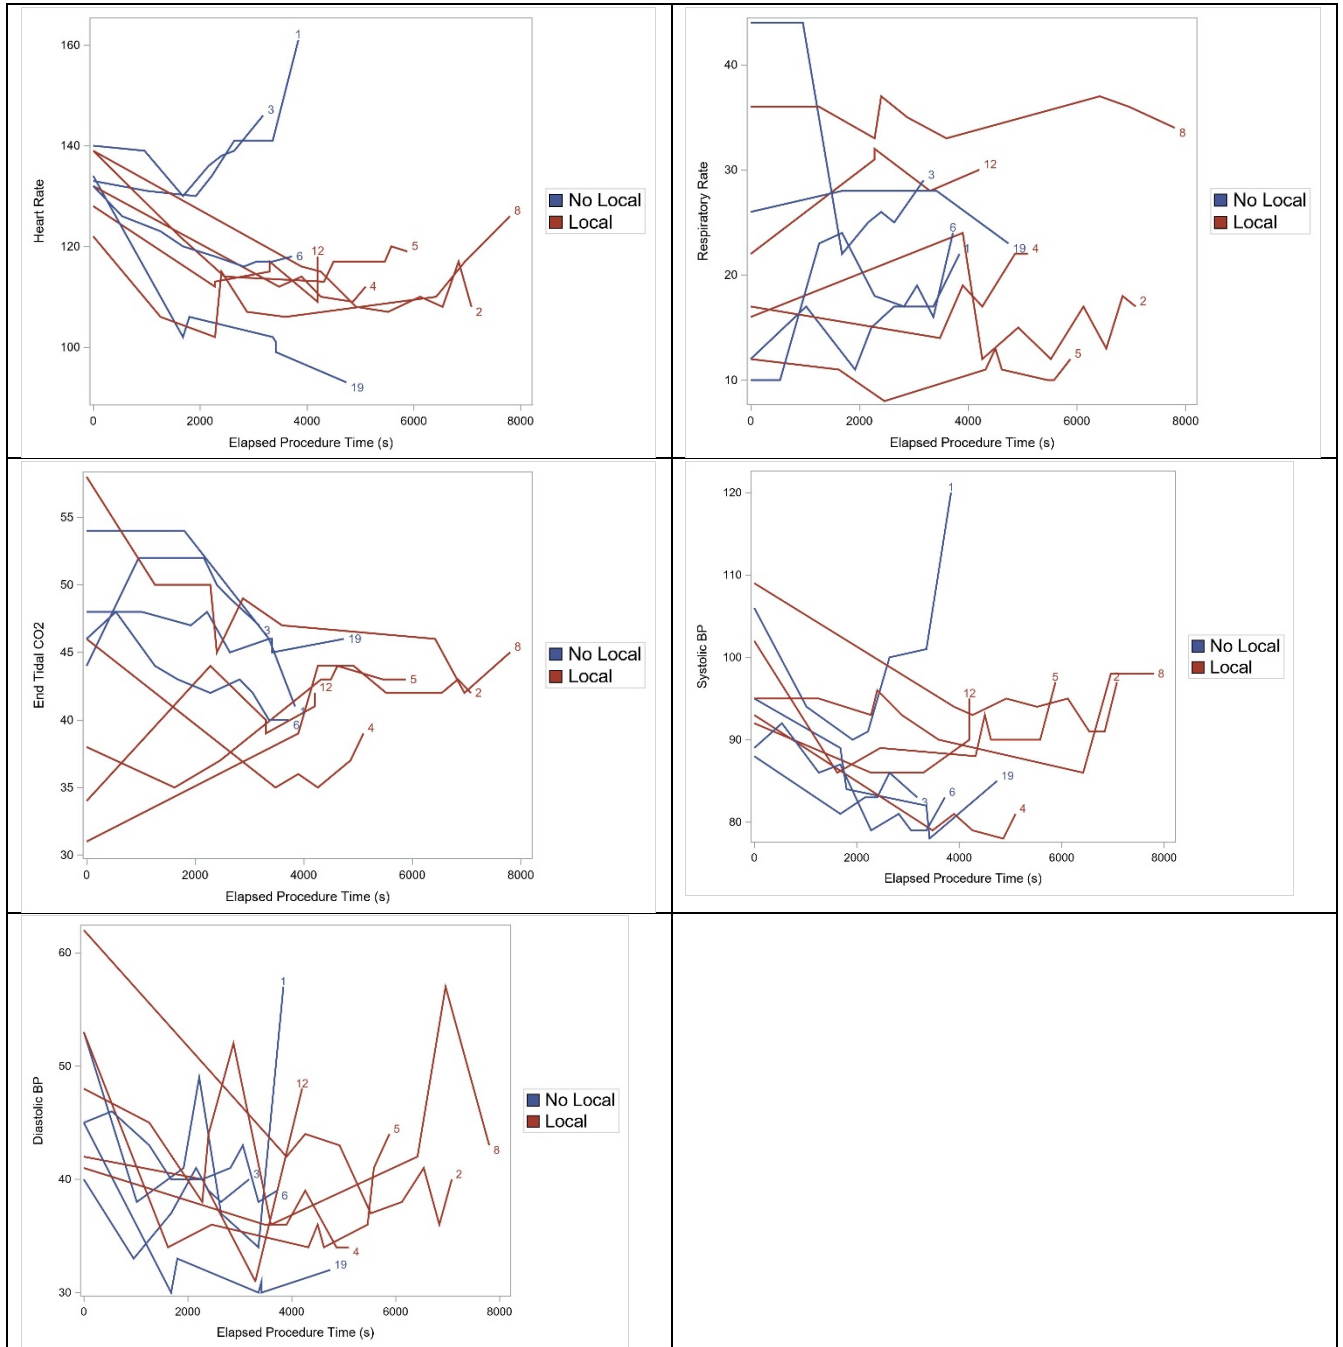 Heart Rate
160
140
120
100
1
3
6
12
5
8
4
2
19
0 2000 4000 6000 8000
Elapsed Procedure Time (s)
No Local
Local
Respiratory Rate
40
30
20
10
8
12
3
6
1
19
4
2
5
0 2000 4000 6000 8000
Elapsed Procedure Time (s)
No Local
Local
End Tidal CO2
55
50
45
40
35
30
3
19
8
5
2
12
1
6
4
0 2000 4000 6000 8000
Elapsed Procedure Time (s)
No Local
Local
Systolic BP
120
110
100
90
80
1
12
5
2
8
19
6
3
4
0 2000 4000 6000 8000
Elapsed Procedure Time (s)
No Local
Local
Diastolic BP
60
50
40
30
1
12
5
8
3
2
6
4
19
0 2000 4000 6000 8000
Elapsed Procedure Time (s)
No Local
Local